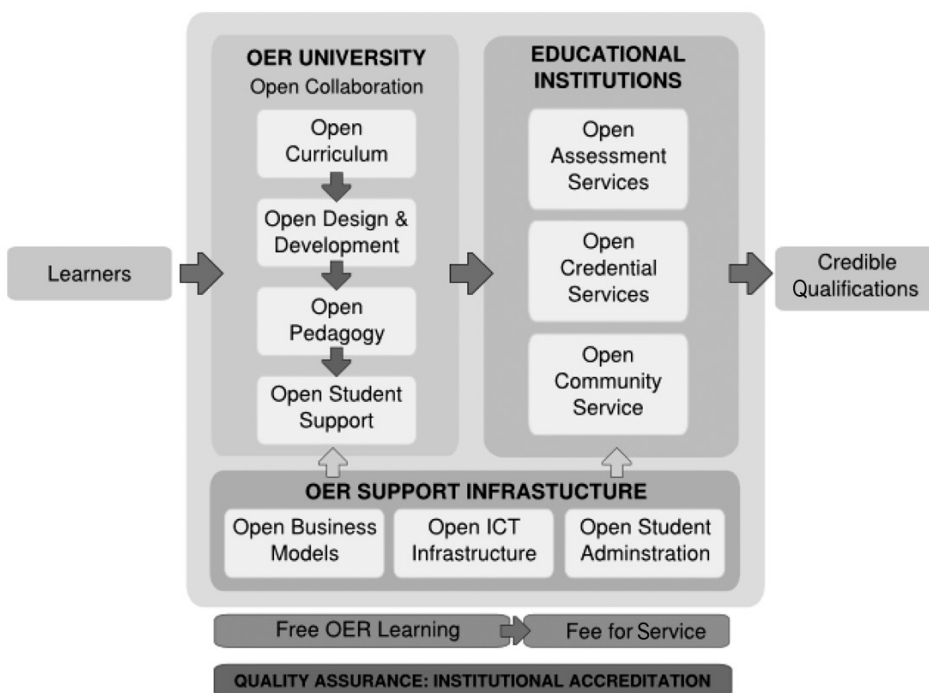 OER UNIVERSITY
Open Collaboration
Open
Curriculum
Open Design &
Development
Open
Pedagogy
Open Student
Support
EDUCATIONAL
INSTITUTIONS
Open
Assessment
Services
Open
Credential
Services
Open
Community
Service
Learners
Credible
Qualifications
OER SUPPORT INFRASTUCTURE
Open Business
Models
Open ICT
Infrastructure
Open Student
Adminstration
Free OER Learning
Fee for Service
QUALITY ASSURANCE: INSTITUTIONAL ACCREDITATION